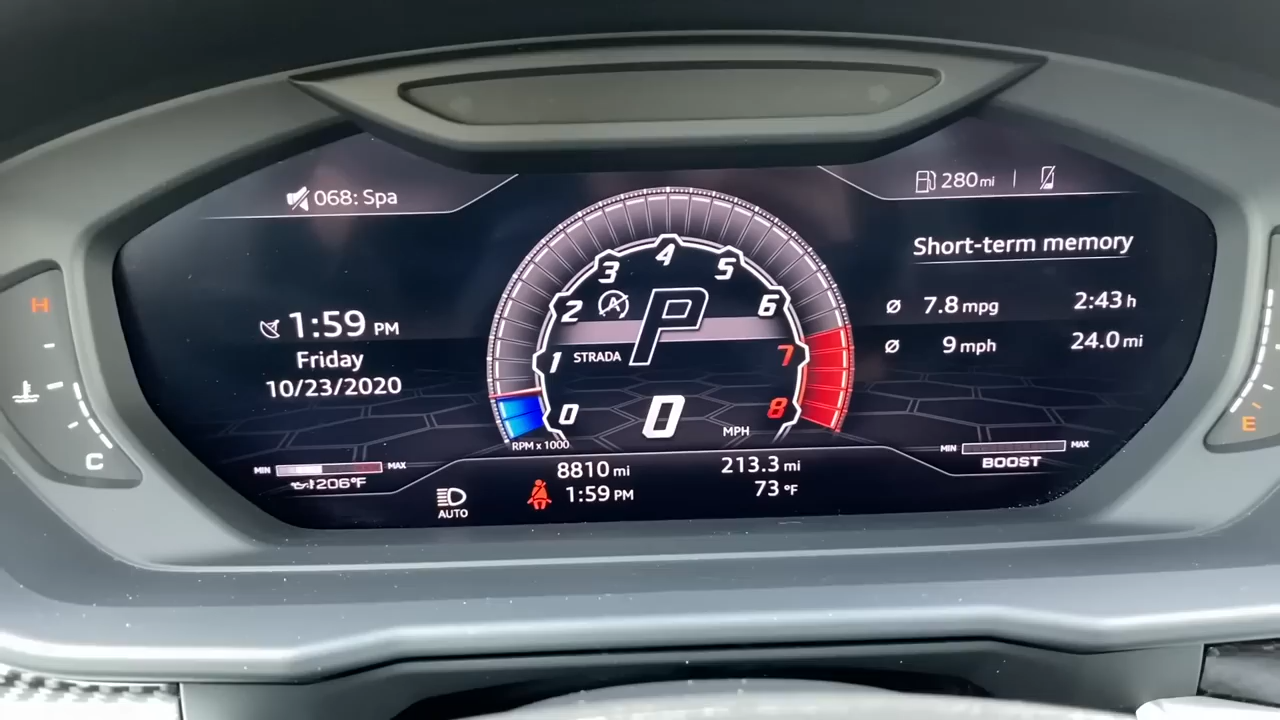 068: Spa
280 mi
Short-term memory
Ø 7.8 mpg 2:43 h
Ø 9 mph 24.0 mi
1:59 PM
Friday
10/23/2020
H
C
0
1
2
3
4
5
6
7
8
A
P
STRADA
0
MPH
RPM x 1000
MIN MAX
206°F
AUTO
8810 mi
1:59 PM
213.3 mi
73 °F
MIN MAX
BOOST
E